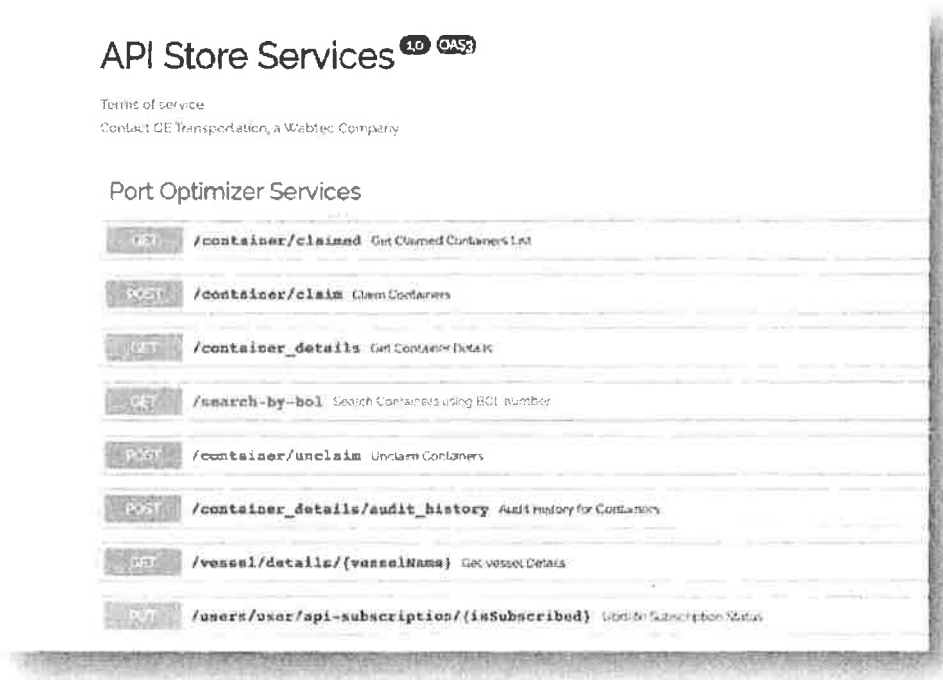 API Store Services 1.0 OAS3
Terms of service
Contact GE Transportation, a Wabtec Company
Port Optimizer Services
GET /container/claimed Get Claimed Containers List
POST /container/claim Claim Containers
GET /container_details Get Container Details
GET /search-by-bol Search Containers using BOL number
POST /container/unclaim Unclaim Containers
POST /container_details/audit_history Audit History for Containers
GET /vessel/details/{vesselName} Get vessel Details
PUT /users/user/api-subscription/{isSubscribed} Update Subscription Status